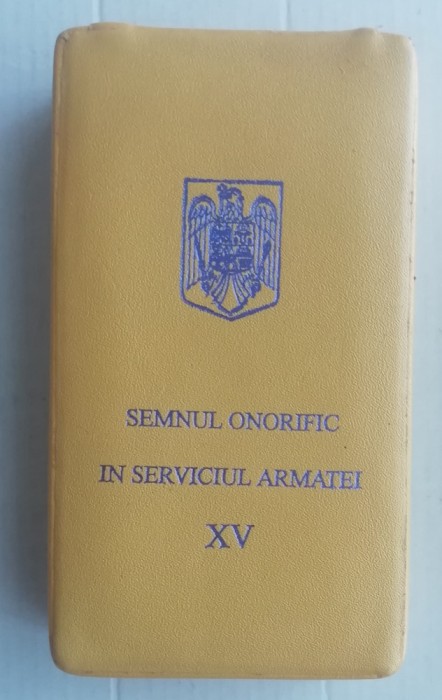 SEMNUL ONORIFIC
IN SERVICIUL ARMATEI
XV